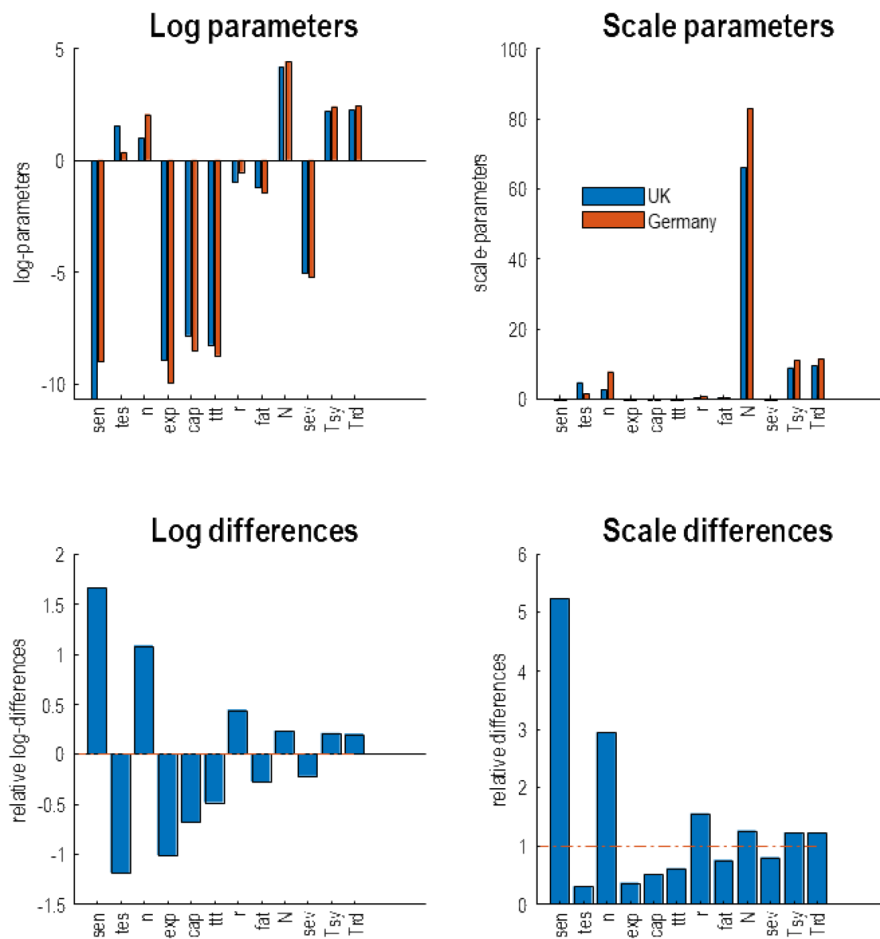 Log parameters
5
0
-5
-10
log-parameters
sen
tes
n
exp
cap
ttt
r
fat
N
sev
Tsy
Trd
Scale parameters
100
80
60
40
20
0
scale-parameters
UK
Germany
sen
tes
n
exp
cap
ttt
r
fat
N
sev
Tsy
Trd
Log differences
2
1.5
1
0.5
0
-0.5
-1
-1.5
relative log-differences
sen
tes
n
exp
cap
ttt
r
fat
N
sev
Tsy
Trd
Scale differences
6
5
4
3
2
1
0
relative differences
sen
tes
n
exp
cap
ttt
r
fat
N
sev
Tsy
Trd